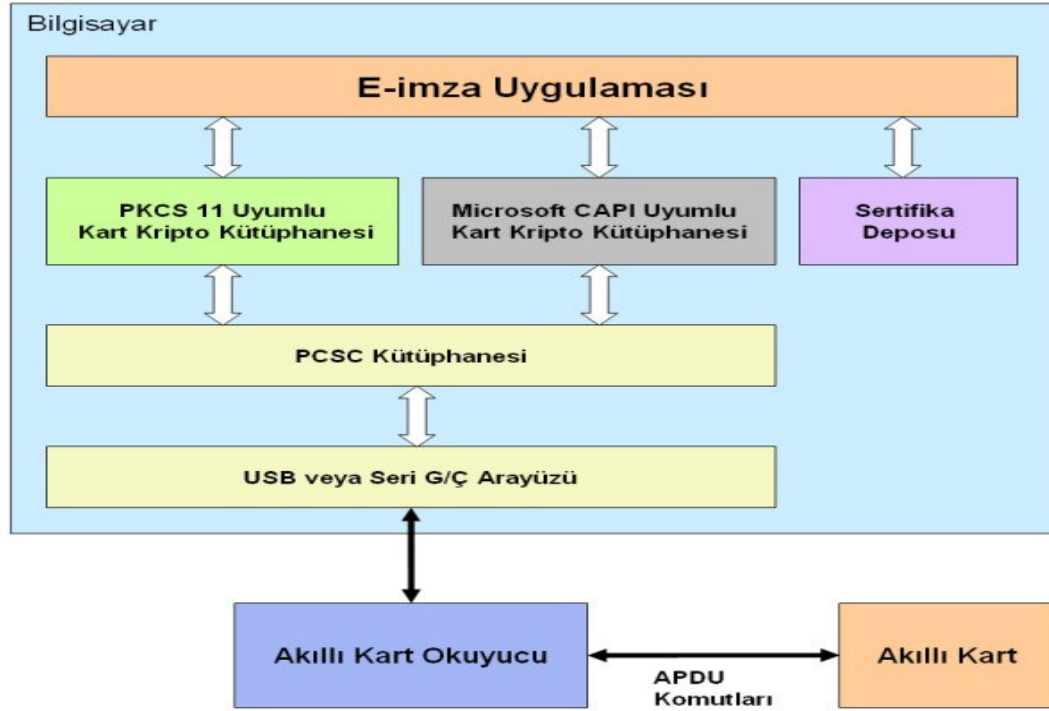 Bilgisayar
E-imza Uygulaması
PKCS 11 Uyumlu
Kart Kripto Kütüphanesi
Microsoft CAPI Uyumlu
Kart Kripto Kütüphanesi
Sertifika
Deposu
PCSC Kütüphanesi
USB veya Seri G/Ç Arayüzü
Akıllı Kart Okuyucu
APDU
Komutları
Akıllı Kart